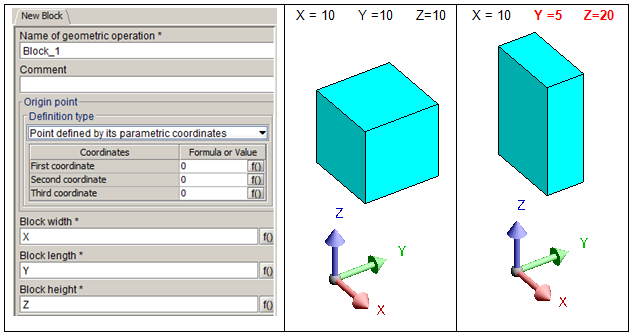 New Block
Name of geometric operation *
Block_1
Comment
Origin point
Definition type
Point defined by its parametric coordinates
Coordinates Formula or Value
First coordinate 0 f()
Second coordinate 0 f()
Third coordinate 0 f()
Block width *
X f()
Block length *
Y f()
Block height *
Z f()
X = 10 Y =10 Z=10
Z
Y
X
X = 10 Y =5 Z=20
Z
Y
X